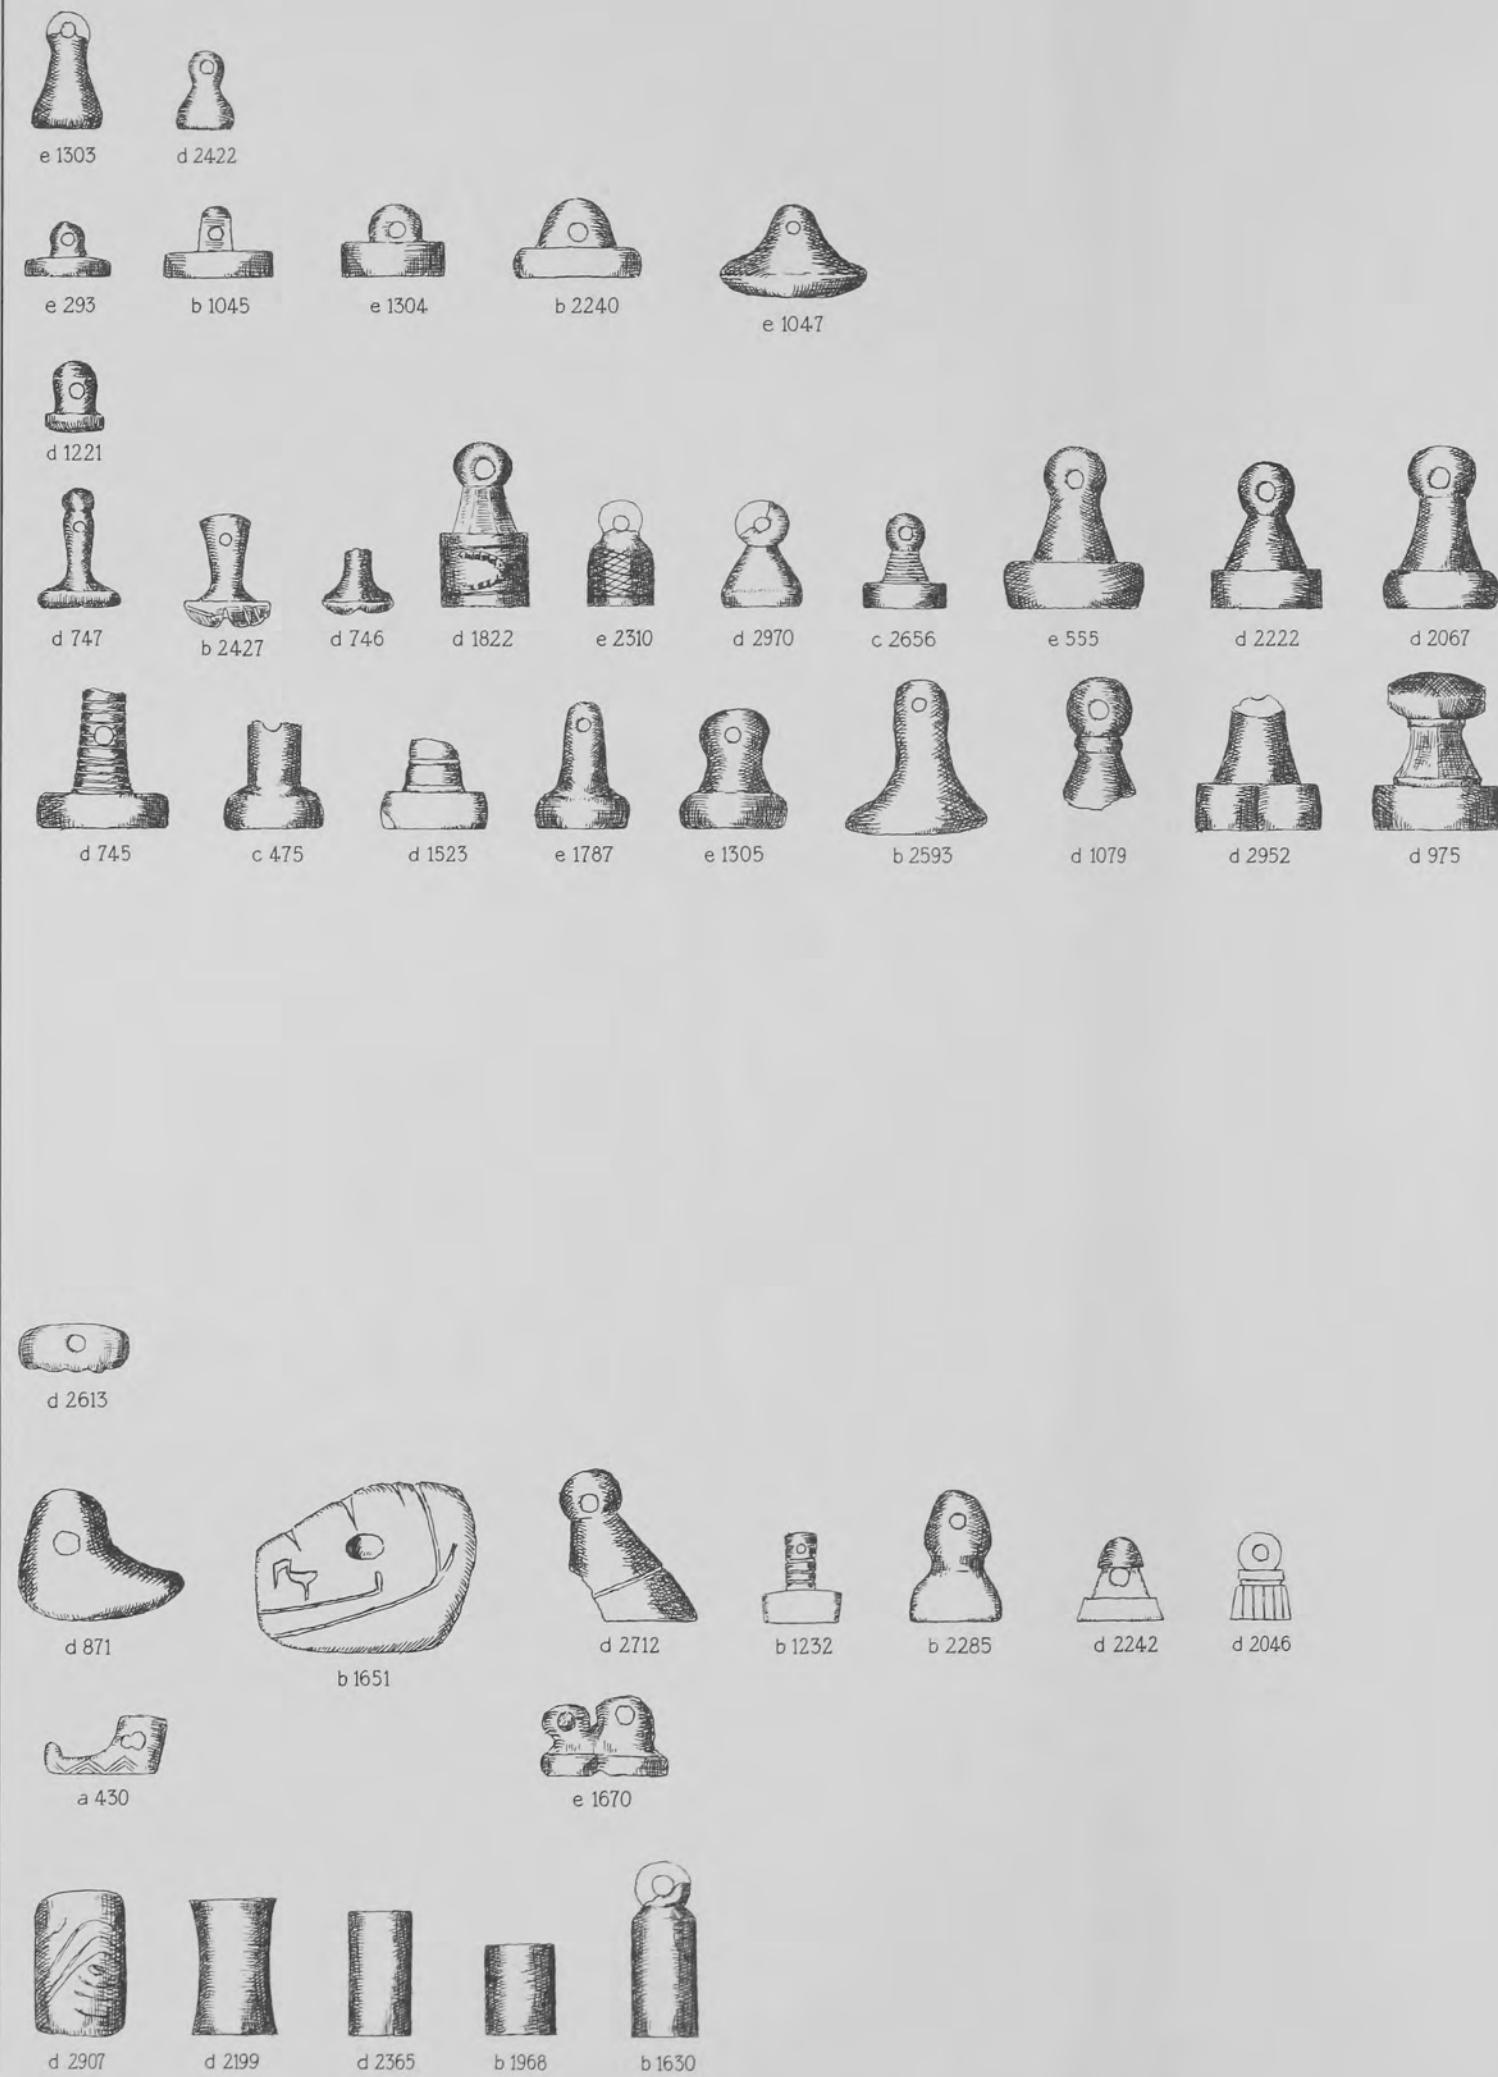 e 1303 d 2422
e 293 b 1045 e 1304 b 2240 e 1047
d 1221
d 747 b 2427 d 746 d 1822 e 2310 d 2970 c 2656 e 555 d 2222 d 2067
d 745 c 475 d 1523 e 1787 e 1305 b 2593 d 1079 d 2952 d 975
d 2613
d 871 b 1651 d 2712 b 1232 b 2285 d 2242 d 2046
a 430 e 1670
d 2907 d 2199 d 2365 b 1968 b 1630